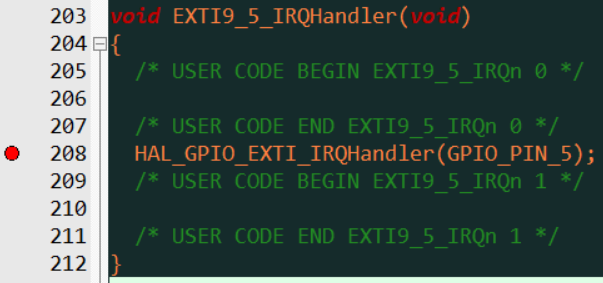 203 void EXTI9_5_IRQHandler(void)
204 {
205 /* USER CODE BEGIN EXTI9_5_IRQn 0 */
206
207 /* USER CODE END EXTI9_5_IRQn 0 */
208 HAL_GPIO_EXTI_IRQHandler(GPIO_PIN_5);
209 /* USER CODE BEGIN EXTI9_5_IRQn 1 */
210
211 /* USER CODE END EXTI9_5_IRQn 1 */
212 }